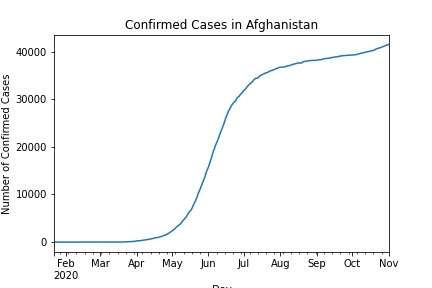 Confirmed Cases in Afghanistan
Number of Confirmed Cases
40000
30000
20000
10000
0
Feb Mar Apr May Jun Jul Aug Sep Oct Nov
2020